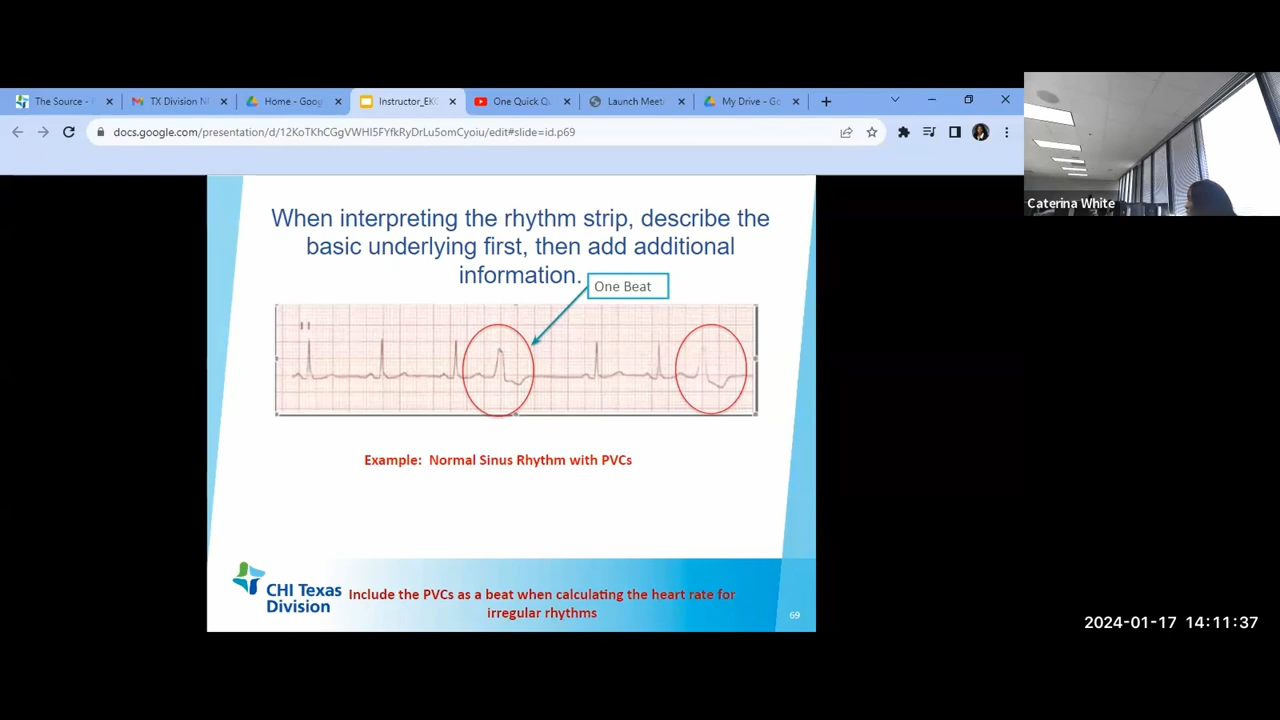 The Source -
TX Division N
Home - Goog
Instructor_EK
One Quick Q
Launch Meet
My Drive - Go
docs.google.com/presentation/d/12KoTKhCGgVWHI5FYfkRyDrLu5omCyoiu/edit#slide=id.p69
Caterina White
When interpreting the rhythm strip, describe the
basic underlying first, then add additional
information.
One Beat
II
Example: Normal Sinus Rhythm with PVCs
CHI Texas
Division
Include the PVCs as a beat when calculating the heart rate for
irregular rhythms
69
2024-01-17 14:11:37